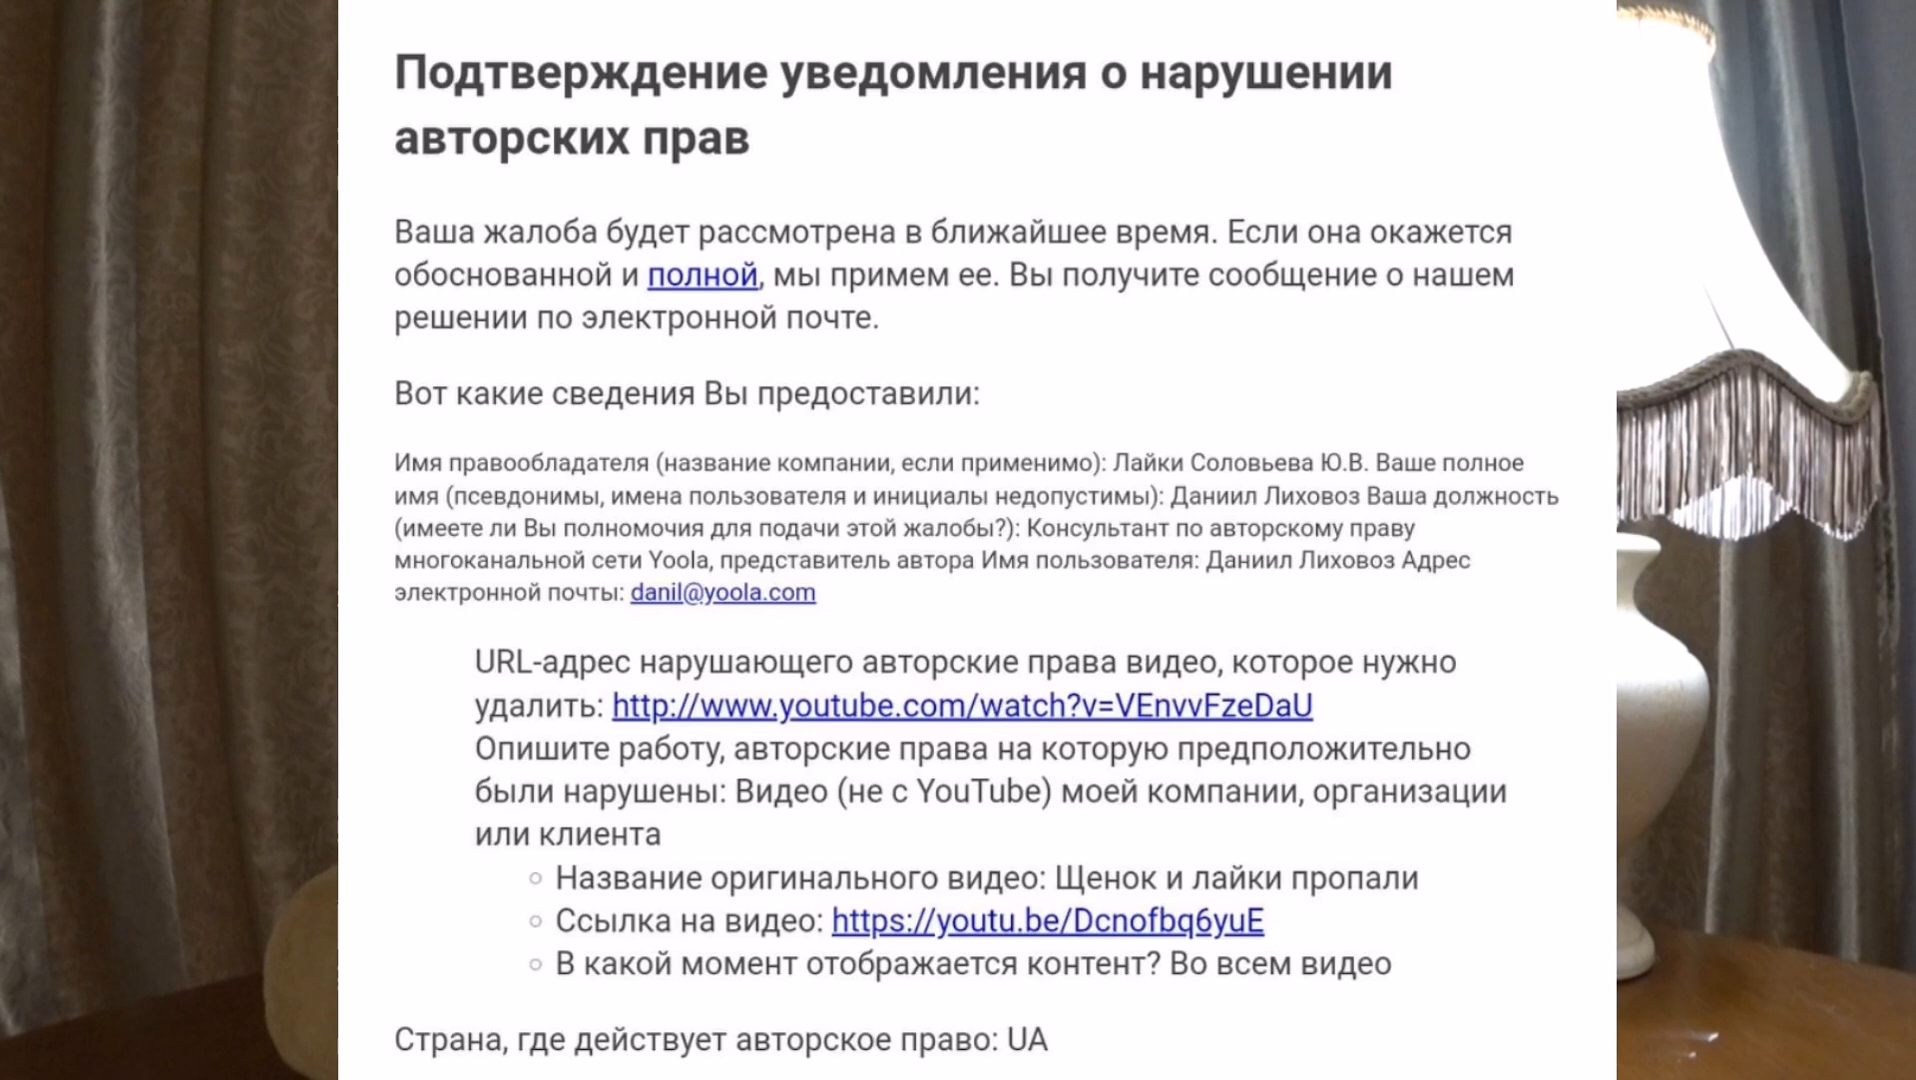 Подтверждение уведомления о нарушении
авторских прав
Ваша жалоба будет рассмотрена в ближайшее время. Если она окажется
обоснованной и полной, мы примем ее. Вы получите сообщение о нашем
решении по электронной почте.
Вот какие сведения Вы предоставили:
Имя правообладателя (название компании, если применимо): Лайки Соловьева Ю.В. Ваше полное
имя (псевдонимы, имена пользователя и инициалы недопустимы): Даниил Лиховоз Ваша должность
(имеете ли Вы полномочия для подачи этой жалобы?): Консультант по авторскому праву
многоканальной сети Yoola, представитель автора Имя пользователя: Даниил Лиховоз Адрес
электронной почты: danil@yoola.com
URL-адрес нарушающего авторские права видео, которое нужно
удалить: http://www.youtube.com/watch?v=VEnvvFzeDaU
Опишите работу, авторские права на которую предположительно
были нарушены: Видео (не с YouTube) моей компании, организации
или клиента
Название оригинального видео: Щенок и лайки пропали
Ссылка на видео: https://youtu.be/Dcnofbq6yuE
В какой момент отображается контент? Во всем видео
Страна, где действует авторское право: UA